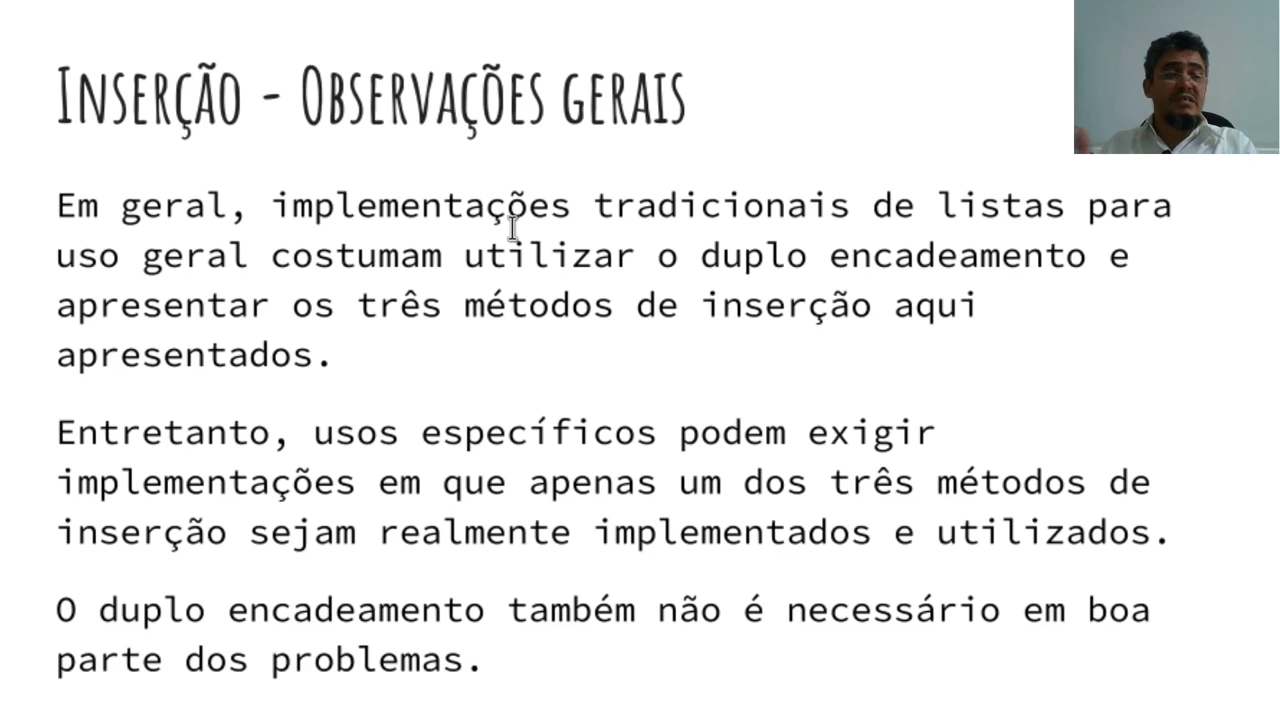 Inserção - Observações gerais
Em geral, implementações tradicionais de listas para
uso geral costumam utilizar o duplo encadeamento e
apresentar os três métodos de inserção aqui
apresentados.
Entretanto, usos específicos podem exigir
implementações em que apenas um dos três métodos de
inserção sejam realmente implementados e utilizados.
O duplo encadeamento também não é necessário em boa
parte dos problemas.